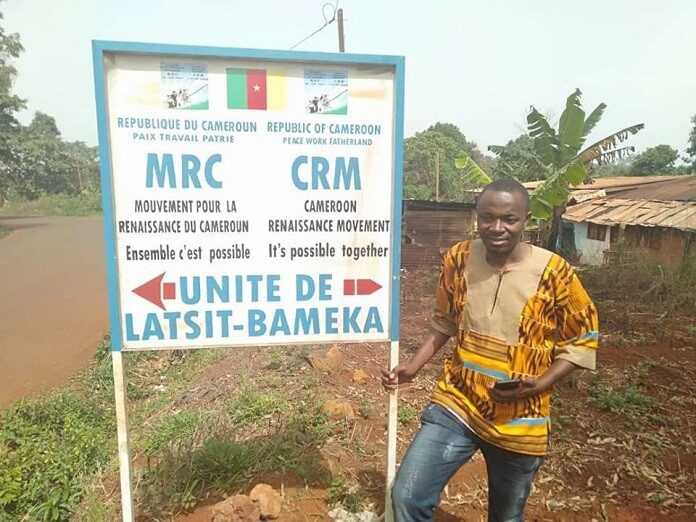 REPUBLIQUE DU CAMEROUN
PAIX TRAVAIL PATRIE
MRC
MOUVEMENT POUR LA
RENAISSANCE DU CAMEROUN
Ensemble c'est possible
REPUBLIC OF CAMEROON
PEACE WORK FATHERLAND
CRM
CAMEROON
RENAISSANCE MOVEMENT
It's possible together
UNITE DE
LATSIT-BAMEKA